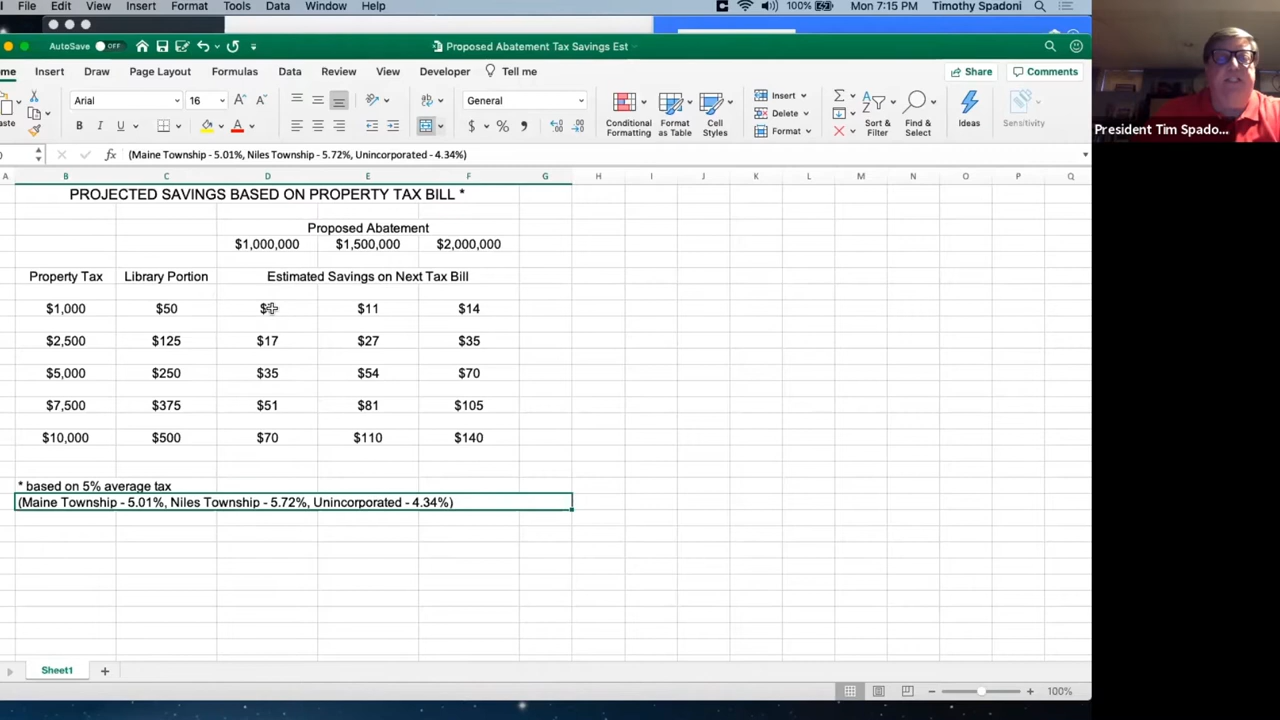 File Edit View Insert Format Tools Data Window Help 100% Mon 7:15 PM Timothy Spadoni
AutoSave OFF Proposed Abatement Tax Savings Est
me Insert Draw Page Layout Formulas Data Review View Developer Tell me Share Comments
aste Arial 16 General Conditional Formatting Format as Table Cell Styles Insert Delete Format Sort & Filter Find & Select Ideas Sensitivity
B I U $ % ,
fx (Maine Township - 5.01%, Niles Township - 5.72%, Unincorporated - 4.34%)
A B C D E F G H I J K L M N O P Q
PROJECTED SAVINGS BASED ON PROPERTY TAX BILL *
Proposed Abatement
$1,000,000 $1,500,000 $2,000,000
Property Tax Library Portion Estimated Savings on Next Tax Bill
$1,000 $50 $ $11 $14
$2,500 $125 $17 $27 $35
$5,000 $250 $35 $54 $70
$7,500 $375 $51 $81 $105
$10,000 $500 $70 $110 $140
* based on 5% average tax
(Maine Township - 5.01%, Niles Township - 5.72%, Unincorporated - 4.34%)
Sheet1
100%
President Tim Spado...